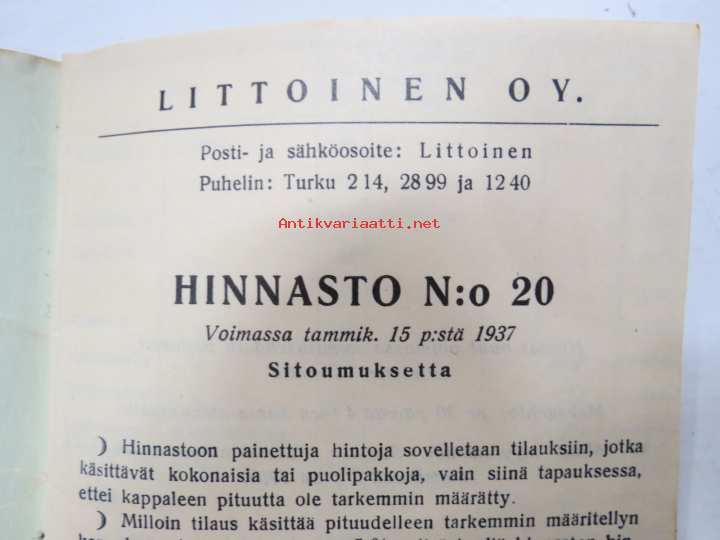 LITTOINEN OY.
Posti- ja sähköosoite: Littoinen
Puhelin: Turku 214, 2899 ja 1240
Antikvariaatti.net
HINNASTO N:o 20
Voimassa tammik. 15 p:stä 1937
Sitoumuksetta
) Hinnastoon painettuja hintoja sovelletaan tilauksiin, jotka
käsittävät kokonaisia tai puolipakkoja, vain siinä tapauksessa,
ettei kappaleen pituutta ole tarkemmin määrätty.
) Milloin tilaus käsittää pituudelleen tarkemmin määritellyn